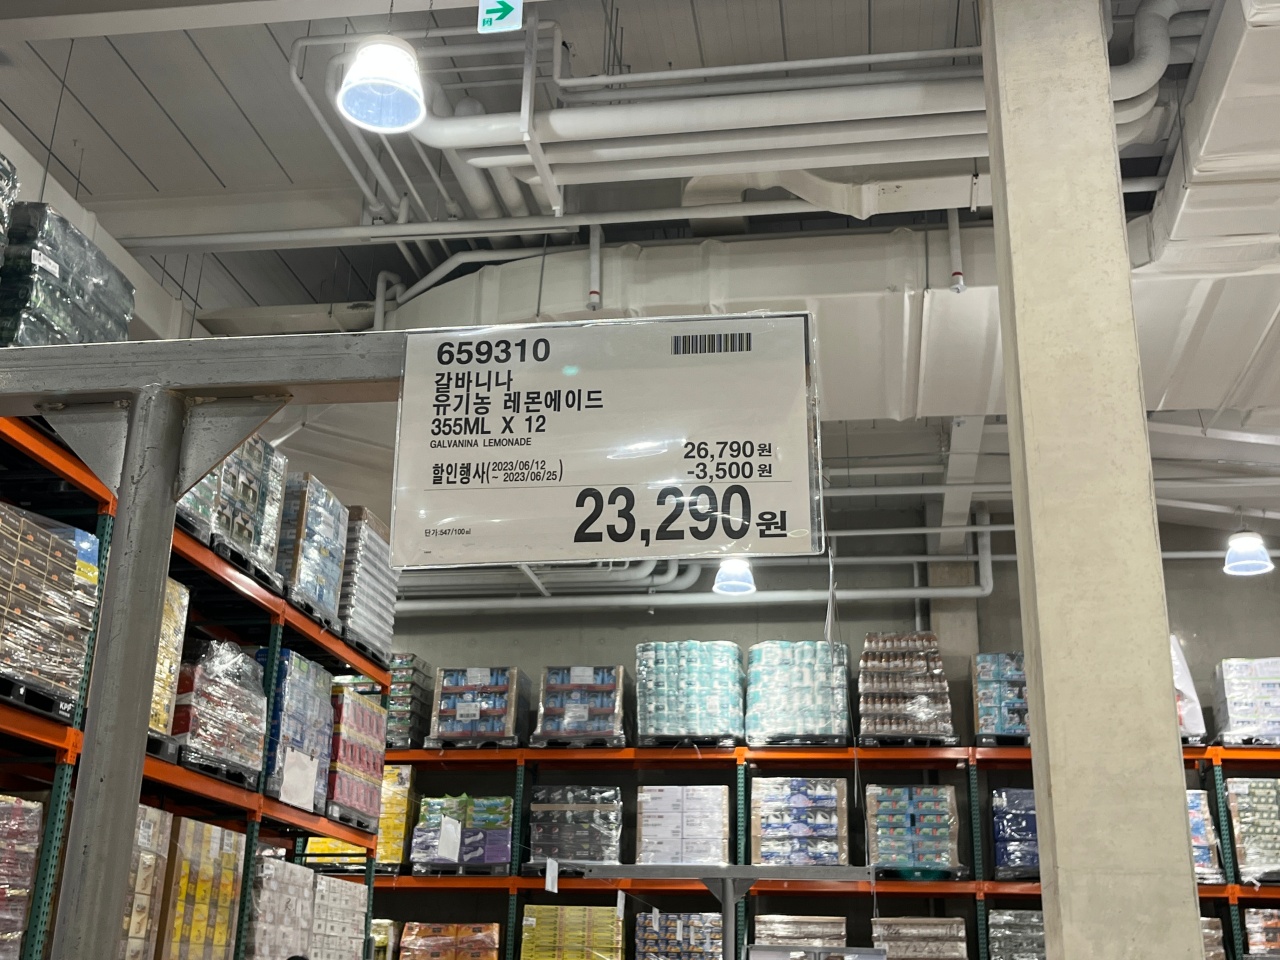 659310
갈바니나
유기농 레몬에이드
355ML X 12
GALVANINA LEMONADE
26,790원
할인행사(2023/06/12
~ 2023/06/25)
-3,500원
23,290원
단가:547/100㎖
KPP